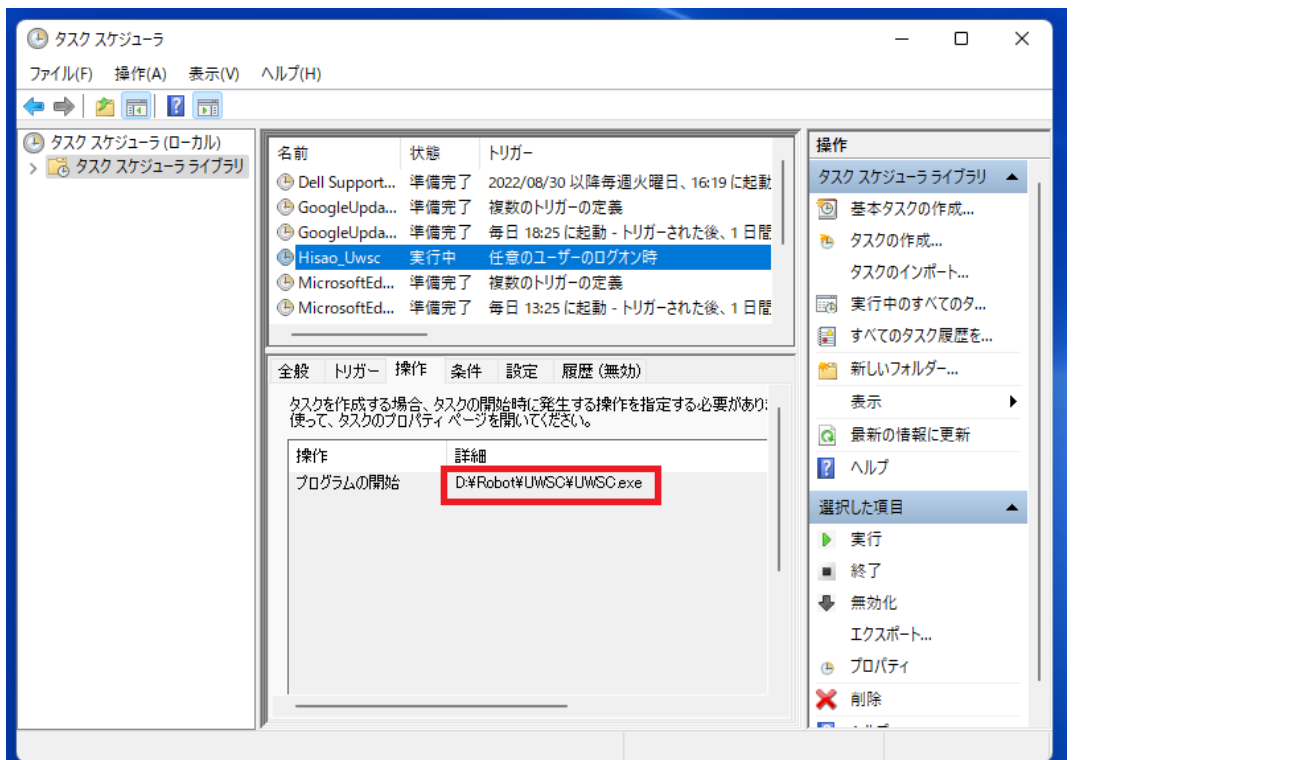 タスク スケジューラ
ファイル(F) 操作(A) 表示(V) ヘルプ(H)
タスク スケジューラ (ローカル)
タスク スケジューラ ライブラリ
名前 状態 トリガー
Dell Support... 準備完了 2022/08/30 以降毎週火曜日、16:19 に起動
GoogleUpda... 準備完了 複数のトリガーの定義
GoogleUpda... 準備完了 毎日 18:25 に起動 - トリガーされた後、1 日間
Hisao_Uwsc 実行中 任意のユーザーのログオン時
MicrosoftEd... 準備完了 複数のトリガーの定義
MicrosoftEd... 準備完了 毎日 13:25 に起動 - トリガーされた後、1 日間
全般 トリガー 操作 条件 設定 履歴 (無効)
タスクを作成する場合、タスクの開始時に発生する操作を指定する必要があり
使って、タスクのプロパティ ページを開いてください。
操作 詳細
プログラムの開始 D:¥Robot¥UWSC¥UWSC.exe
操作
タスク スケジューラ ライブラリ
基本タスクの作成...
タスクの作成...
タスクのインポート...
実行中のすべてのタ...
すべてのタスク履歴を...
新しいフォルダー...
表示
最新の情報に更新
ヘルプ
選択した項目
実行
終了
無効化
エクスポート...
プロパティ
削除